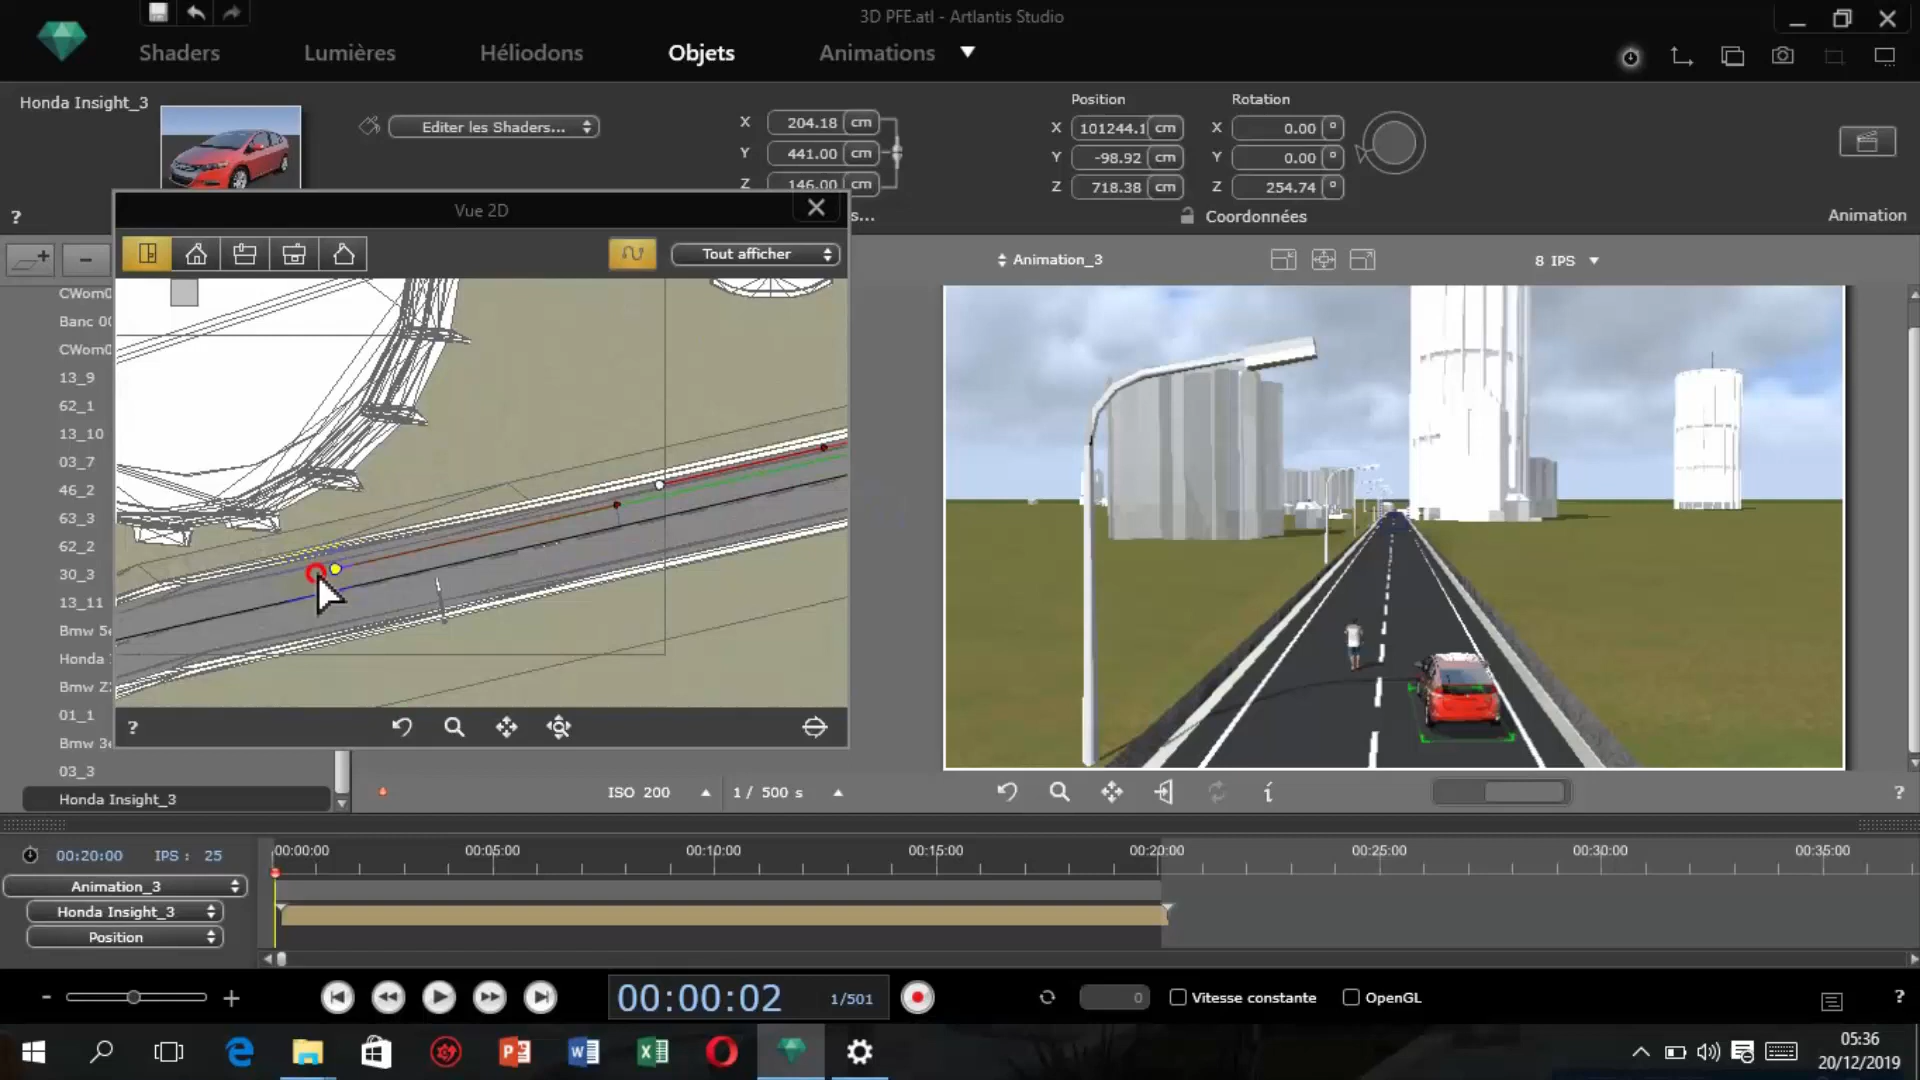 3D PFE.atl - Artlantis Studio
Shaders
Lumières
Héliodons
Objets
Animations
Honda Insight_3
Editer les Shaders...
X 204.18 cm
Y 441.00 cm
Z 146.00 cm
Position
X 101244.1 cm
Y -98.92 cm
Z 718.38 cm
Rotation
X 0.00 °
Y 0.00 °
Z 254.74 °
Coordonnées
Animation
?
s...
Vue 2D
Tout afficher
?
Animation_3
8 IPS
Banc
13_9
62_1
13_10
03_7
46_2
63_3
62_2
30_3
13_11
Bmw
Honda
Bmw
01_1
Bmw
03_3
Honda Insight_3
ISO 200
1 / 500 s
i
?
00:20:00 IPS : 25
Animation_3
Honda Insight_3
Position
00:00:00 00:05:00 00:10:00 00:15:00 00:20:00 00:25:00 00:30:00 00:35:00
- +
00:00:02 1/501
0
Vitesse constante
OpenGL
?
05:36
20/12/2019